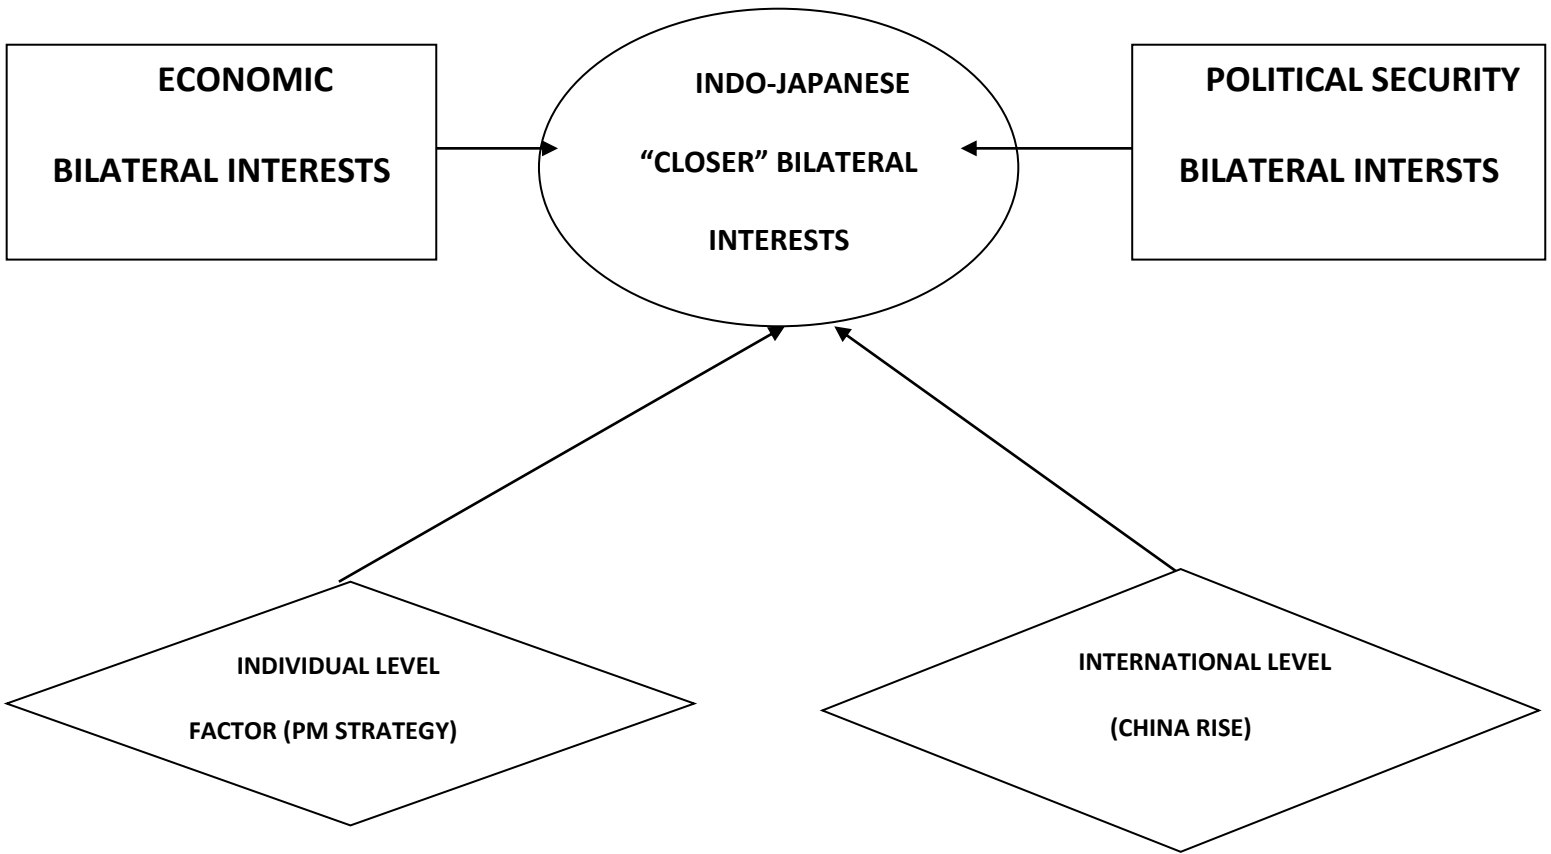 ECONOMIC
BILATERAL INTERESTS
INDO-JAPANESE
“CLOSER” BILATERAL
INTERESTS
POLITICAL SECURITY
BILATERAL INTERSTS
INDIVIDUAL LEVEL
FACTOR (PM STRATEGY)
INTERNATIONAL LEVEL
(CHINA RISE)